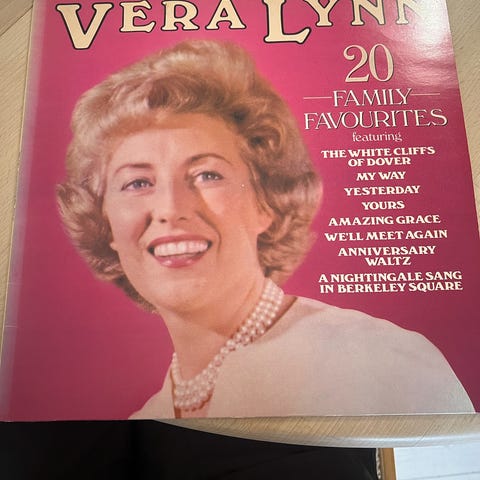 VERA LYNN
20
FAMILY
FAVOURITES
featuring
THE WHITE CLIFFS
OF DOVER
MY WAY
YESTERDAY
YOURS
AMAZING GRACE
WE'LL MEET AGAIN
ANNIVERSARY
WALTZ
A NIGHTINGALE SANG
IN BERKELEY SQUARE